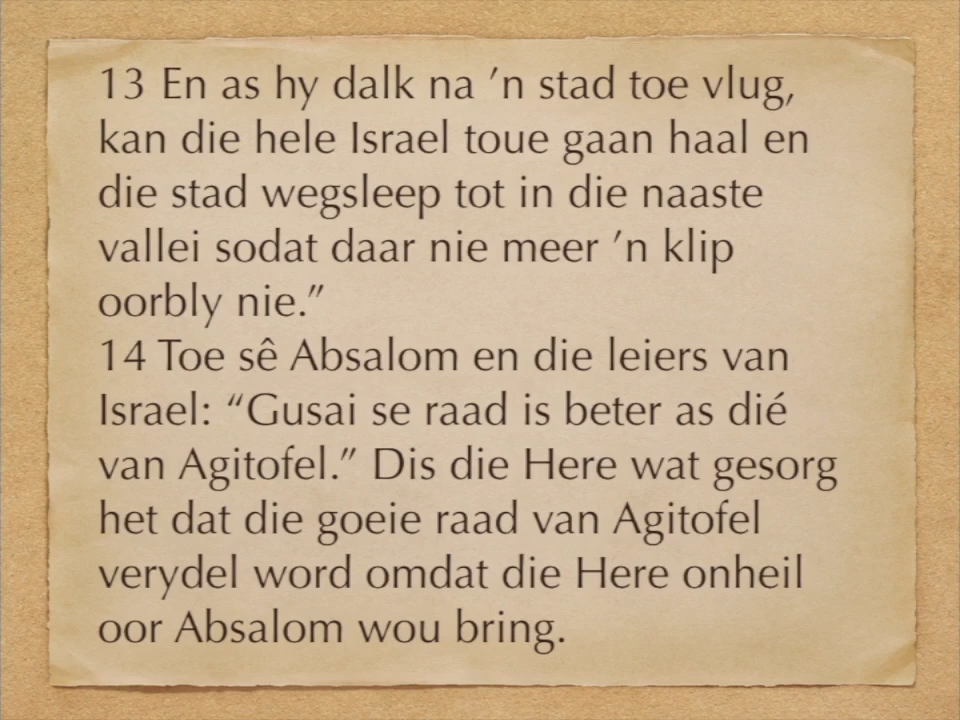 13 En as hy dalk na ’n stad toe vlug,
kan die hele Israel toue gaan haal en
die stad wegsleep tot in die naaste
vallei sodat daar nie meer ’n klip
oorbly nie.”
14 Toe sê Absalom en die leiers van
Israel: “Gusai se raad is beter as dié
van Agitofel.” Dis die Here wat gesorg
het dat die goeie raad van Agitofel
verydel word omdat die Here onheil
oor Absalom wou bring.